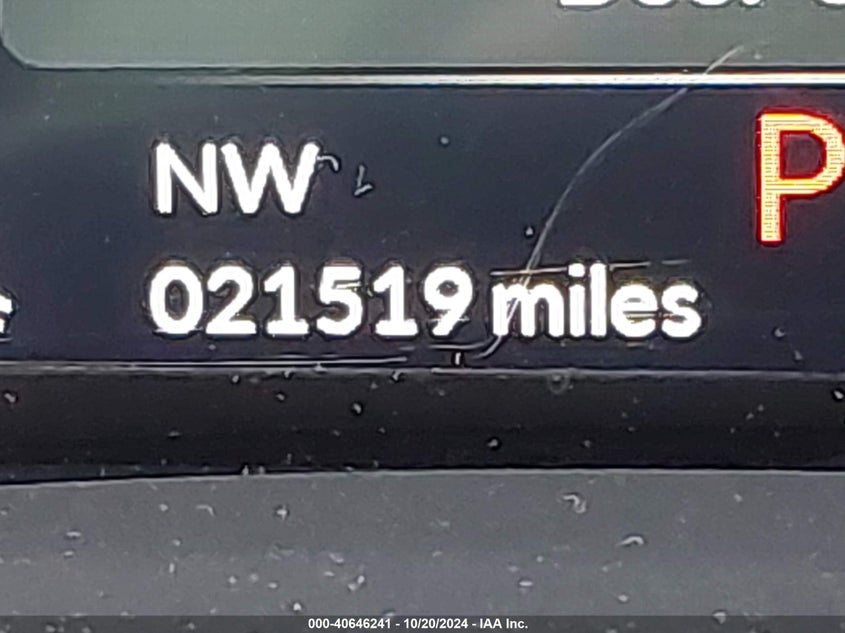 NW
P
021519 miles
000-40646241 - 10/20/2024 - IAA Inc.